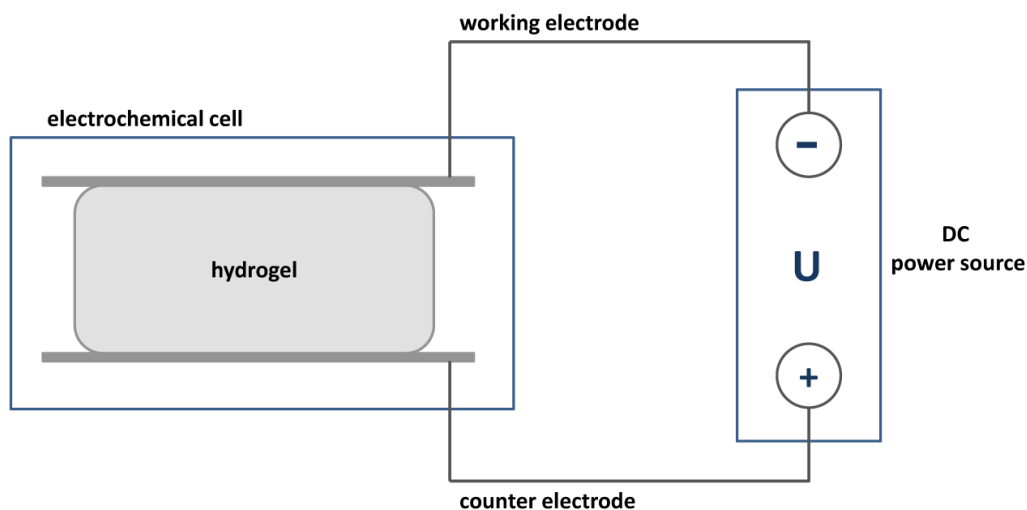 working electrode
electrochemical cell
−
hydrogel
U
DC
power source
+
counter electrode